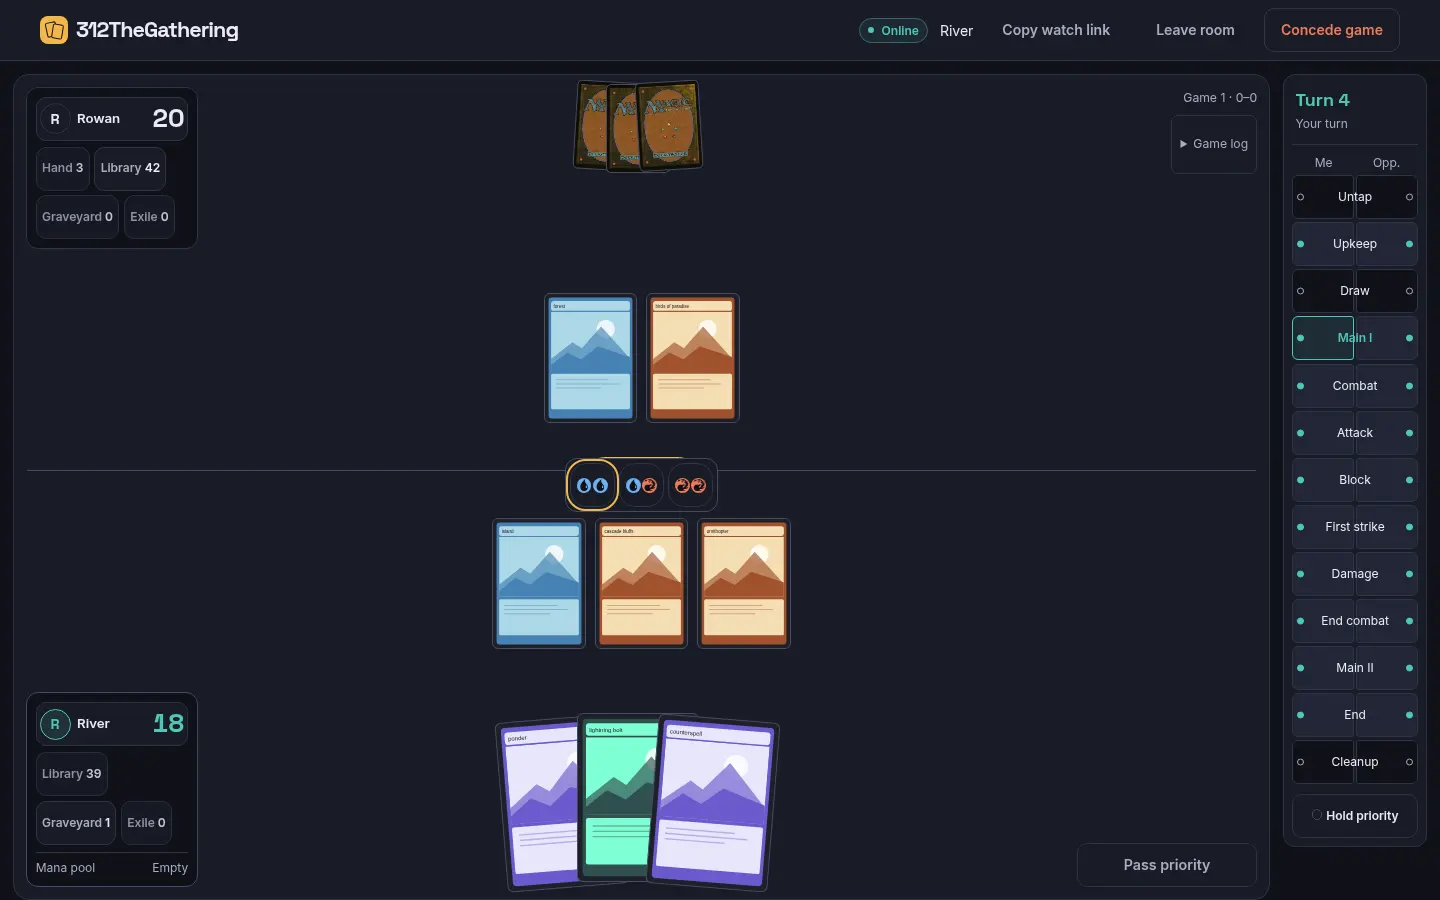 312TheGathering
Online
River
Copy watch link
Leave room
Concede game
R
Rowan
20
Hand 3
Library 42
Graveyard 0
Exile 0
Game 1 · 0–0
Game log
forest
birds of paradise
island
cascade bluffs
ornithopter
R
River
18
Library 39
Graveyard 1
Exile 0
Mana pool
Empty
ponder
lightning bolt
counterspell
Pass priority
Turn 4
Your turn
Me
Opp.
Untap
Upkeep
Draw
Main I
Combat
Attack
Block
First strike
Damage
End combat
Main II
End
Cleanup
Hold priority